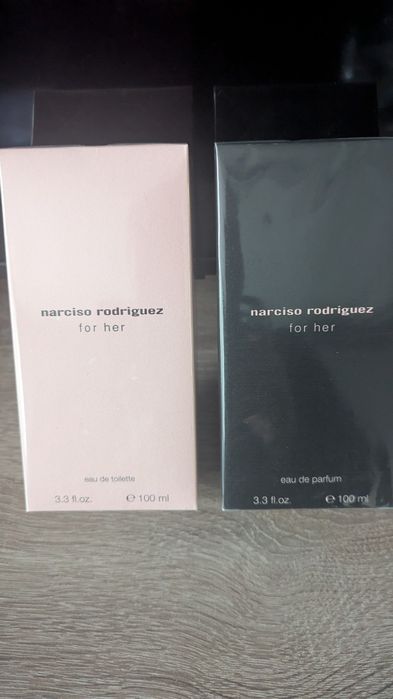 narciso rodriguez
for her
eau de toilette
3.3 fl.oz. ℮ 100 ml
narciso rodriguez
for her
eau de parfum
3.3 fl.oz. ℮ 100 ml